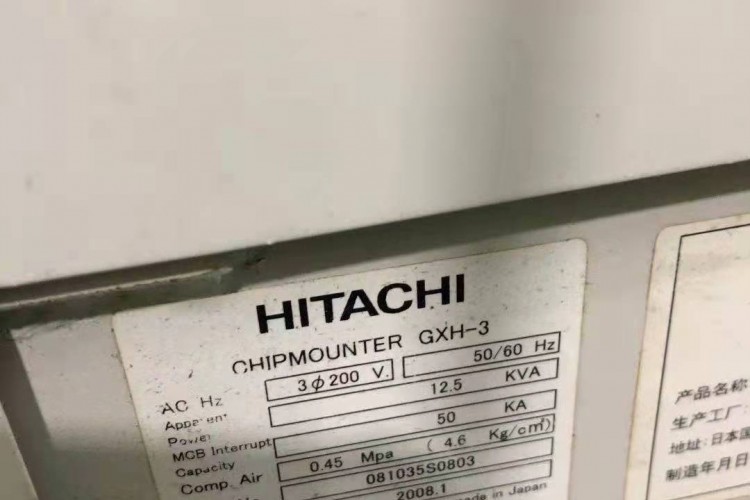 HITACHI
CHIPMOUNTER GXH-3
AC Hz 3φ200 V. 50/60 Hz
Apparent Power 12.5 KVA
MCB Interrupt Capacity 50 KA
Comp. Air 0.45 Mpa ( 4.6 Kg/cm²)
081035S0803
2008.1
made in Japan
产品名称
生产工厂:
地址:日本国
制造年月日